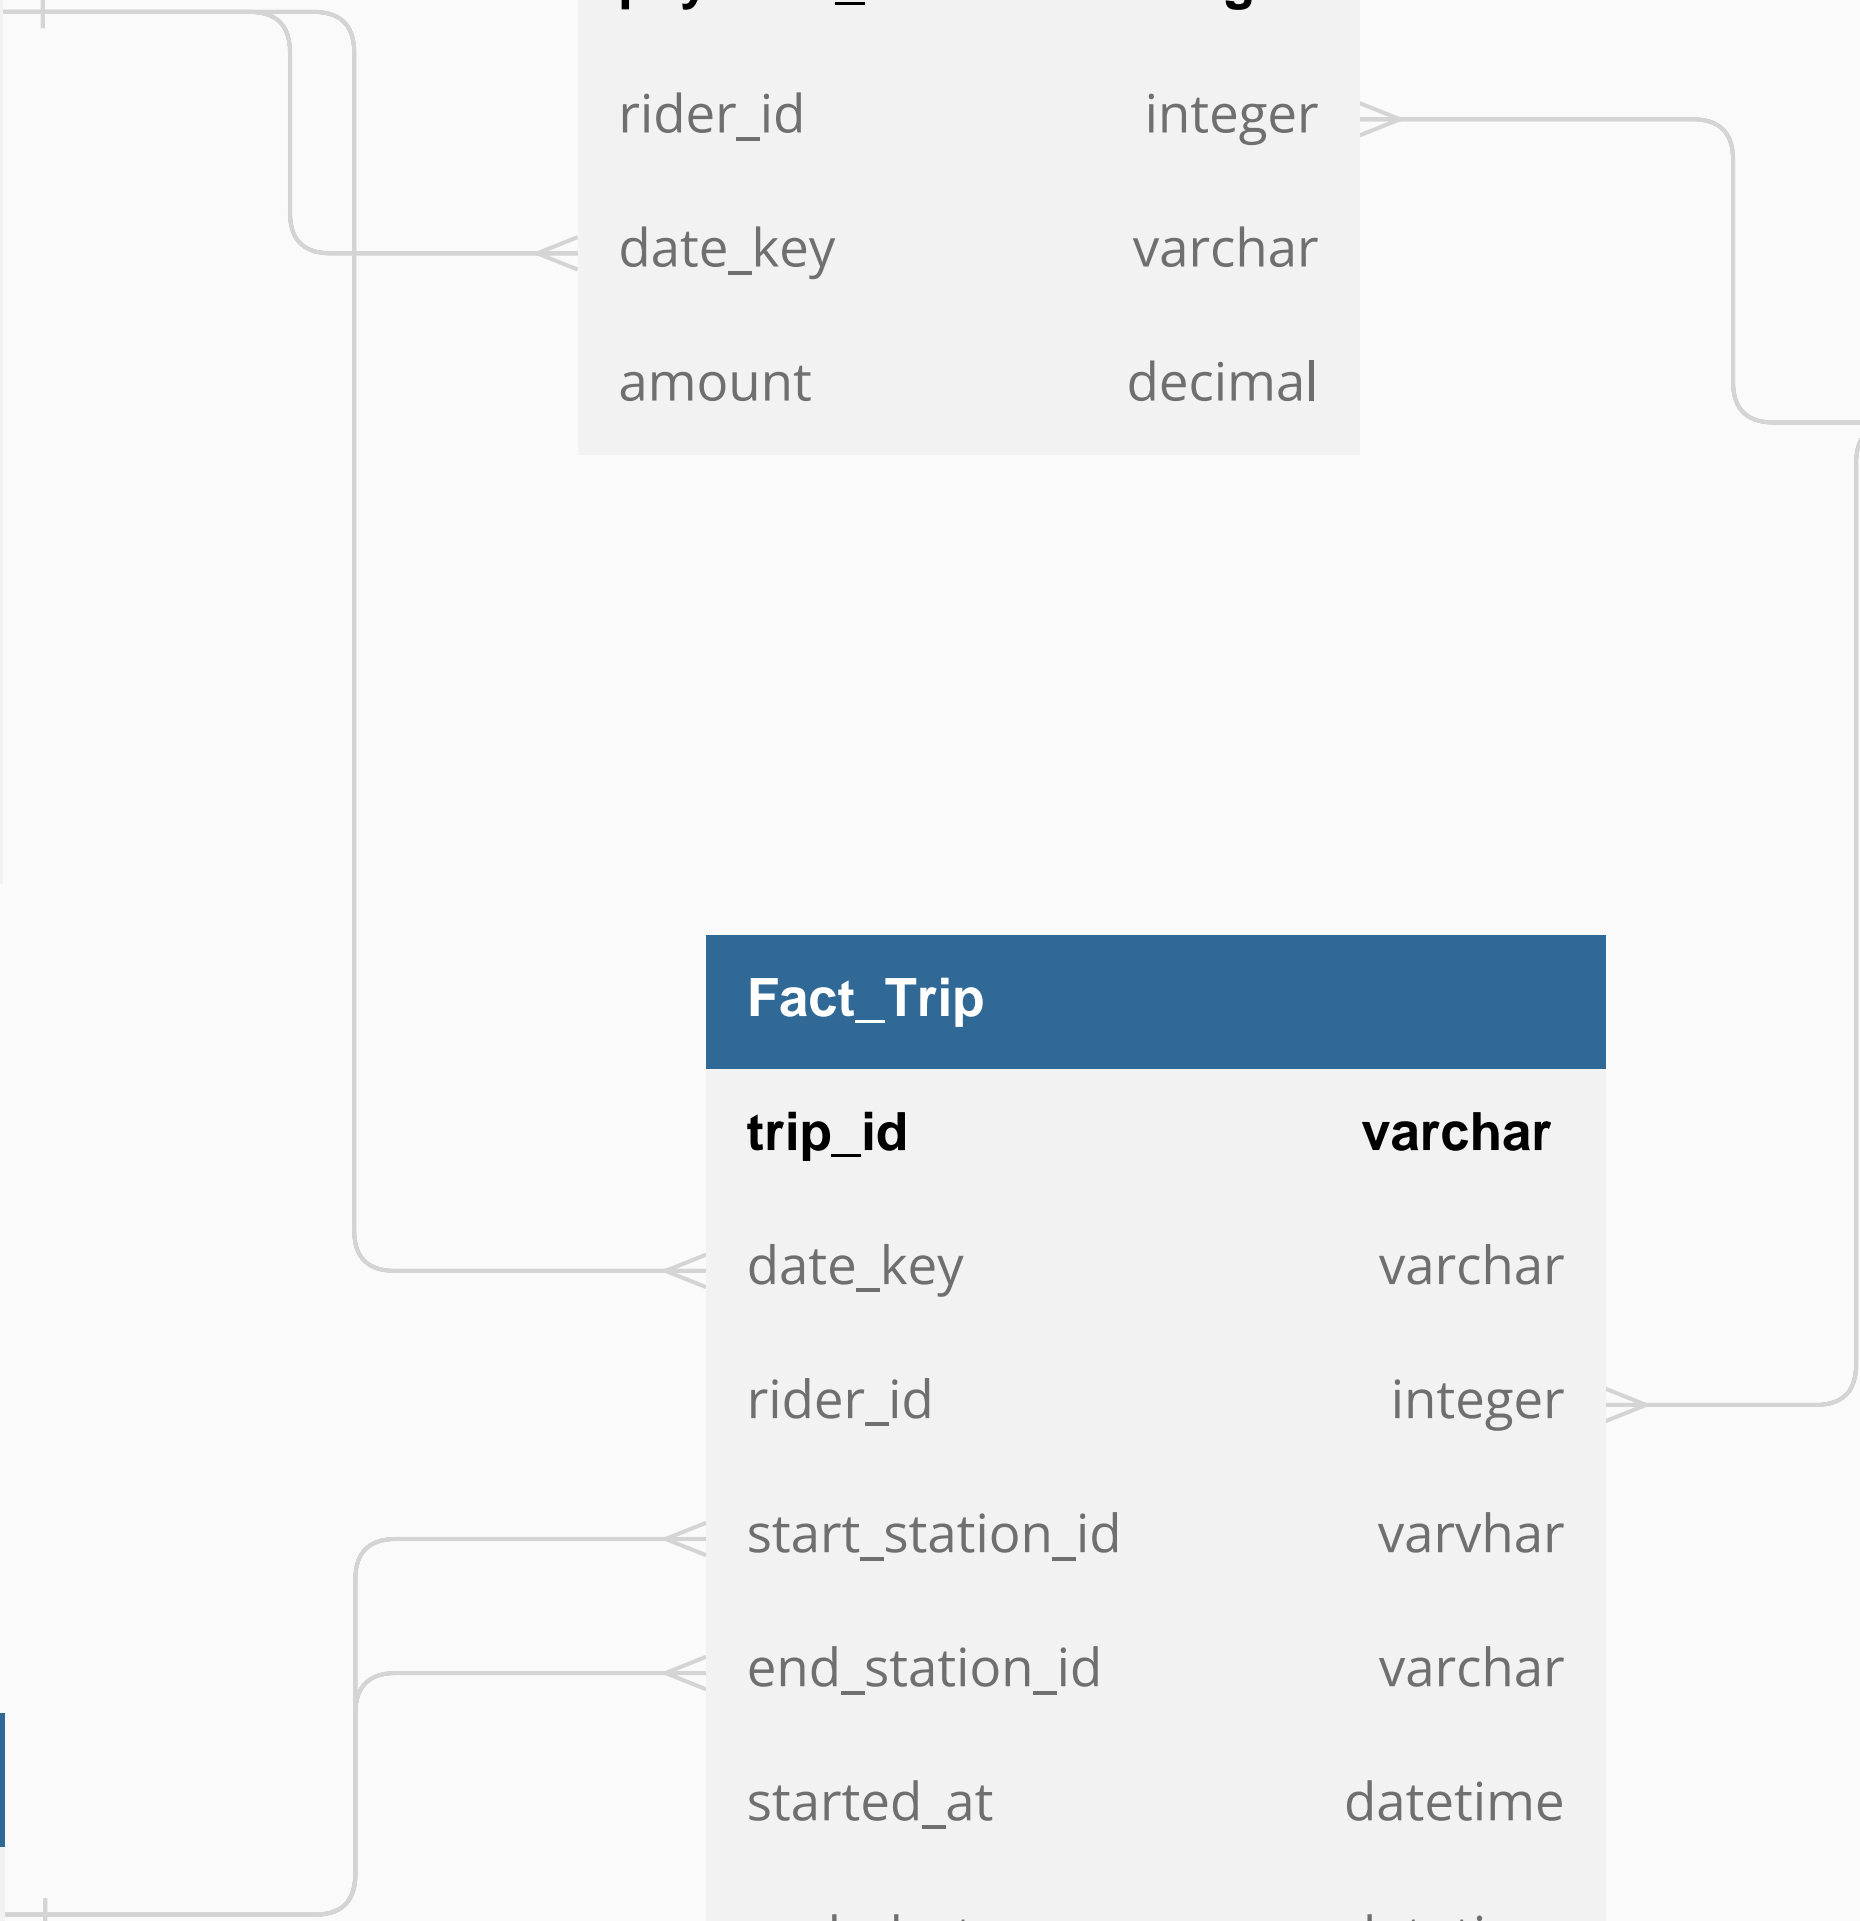 rider_id integer
date_key varchar
amount decimal
Fact_Trip
trip_id varchar
date_key varchar
rider_id integer
start_station_id varvhar
end_station_id varchar
started_at datetime